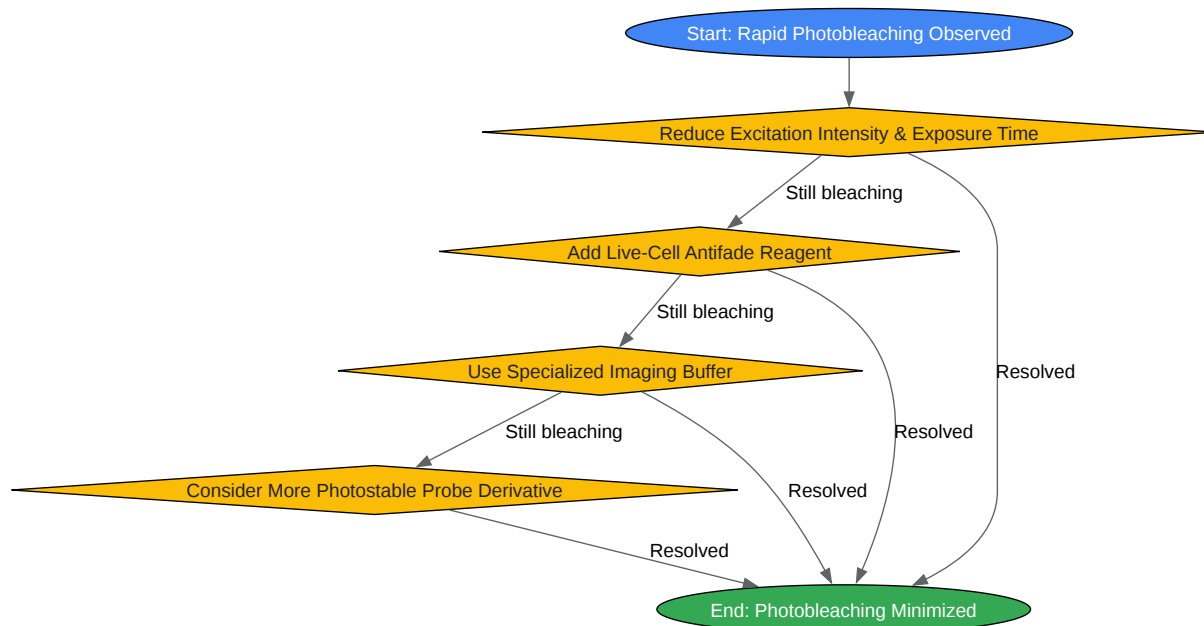 Start: Rapid Photobleaching Observed
Reduce Excitation Intensity & Exposure Time
Still bleaching
Add Live-Cell Antifade Reagent
Still bleaching
Use Specialized Imaging Buffer
Resolved
Still bleaching
Resolved
Consider More Photostable Probe Derivative
Resolved
Resolved
End: Photobleaching Minimized